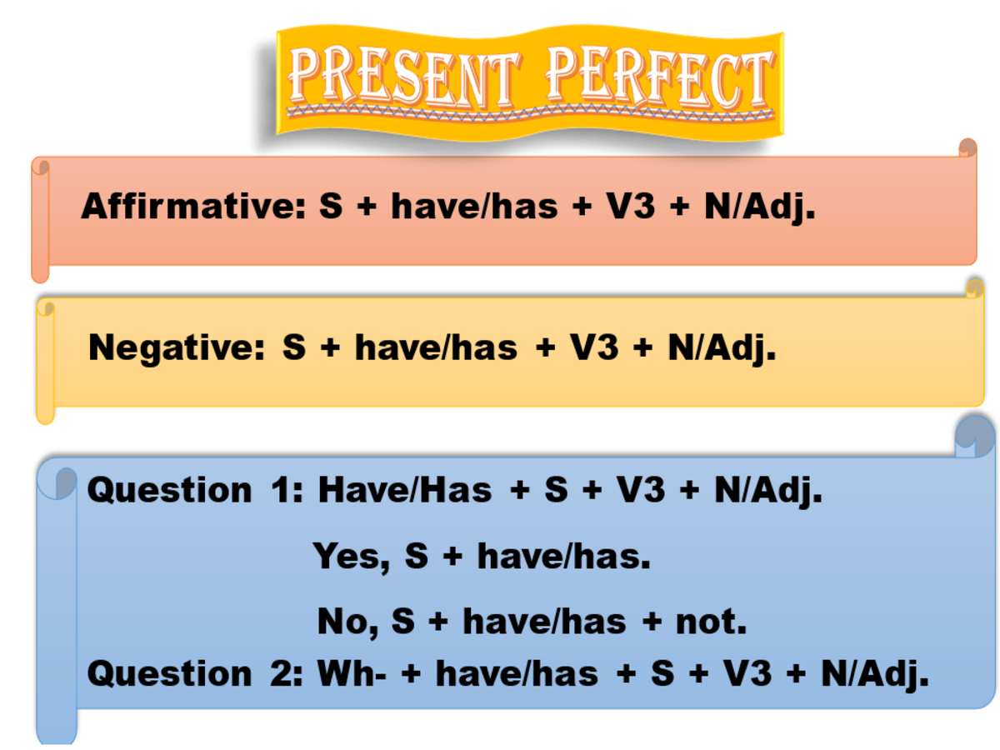 PRESENT PERFECT
Affirmative: S + have/has + V3 + N/Adj.
Negative: S + have/has + V3 + N/Adj.
Question 1: Have/Has + S + V3 + N/Adj.
Yes, S + have/has.
No, S + have/has + not.
Question 2: Wh- + have/has + S + V3 + N/Adj.